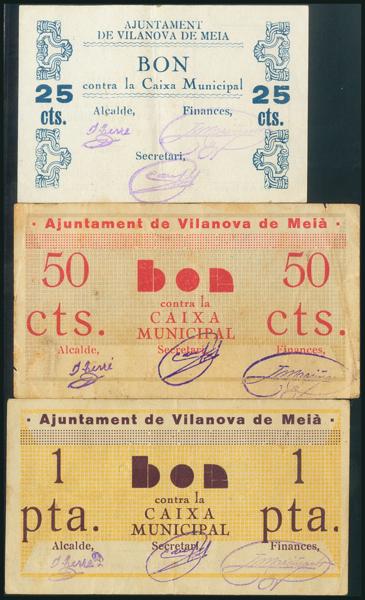 AJUNTAMENT
DE VILANOVA DE MEIA
BON
contra la Caixa Municipal
25 cts.
25 cts.
Alcalde, Finances,
Secretari,
· Ajuntament de Vilanova de Meià ·
50 bon 50
contra la
cts. CAIXA cts.
MUNICIPAL
Alcalde, Secretari, Finances,
· Ajuntament de Vilanova de Meià ·
1 bon 1
contra la
pta. CAIXA pta.
MUNICIPAL
Alcalde, Secretari, Finances,